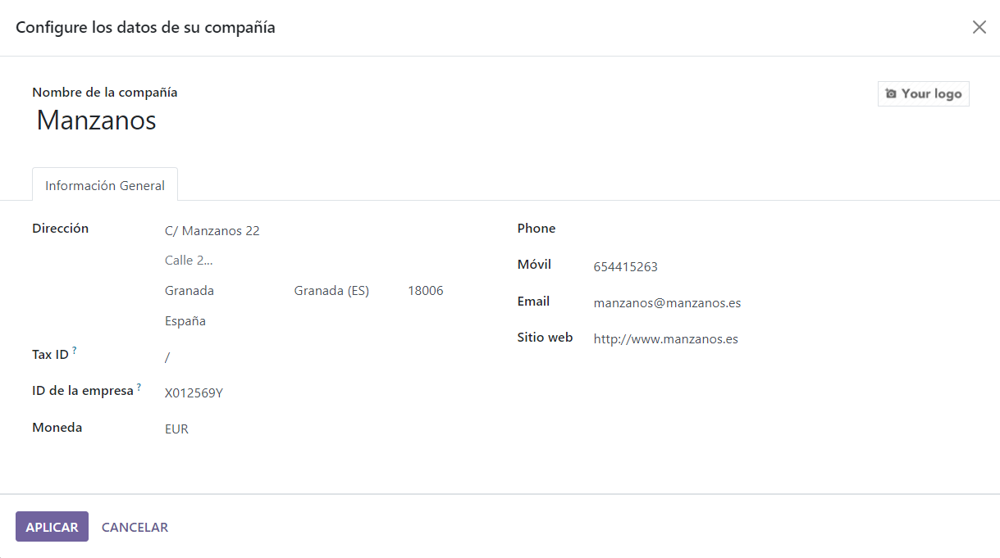 Configure los datos de su compañía
Nombre de la compañía
Your logo
Manzanos
Información General
Dirección
C/ Manzanos 22
Calle 2...
Granada Granada (ES) 18006
España
Tax ID ?
/
ID de la empresa ?
X012569Y
Moneda
EUR
Phone
Móvil
654415263
Email
manzanos@manzanos.es
Sitio web
http://www.manzanos.es
APLICAR CANCELAR